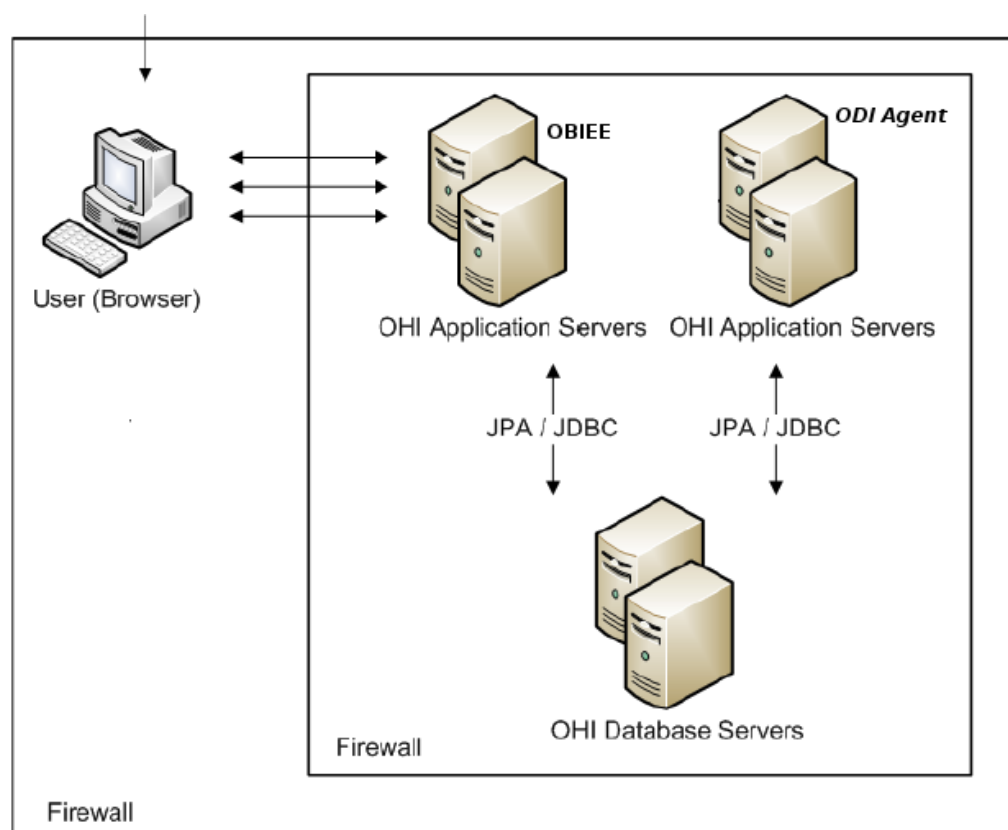 OBIEE
ODI Agent
User (Browser)
OHI Application Servers
OHI Application Servers
JPA / JDBC
JPA / JDBC
OHI Database Servers
Firewall
Firewall